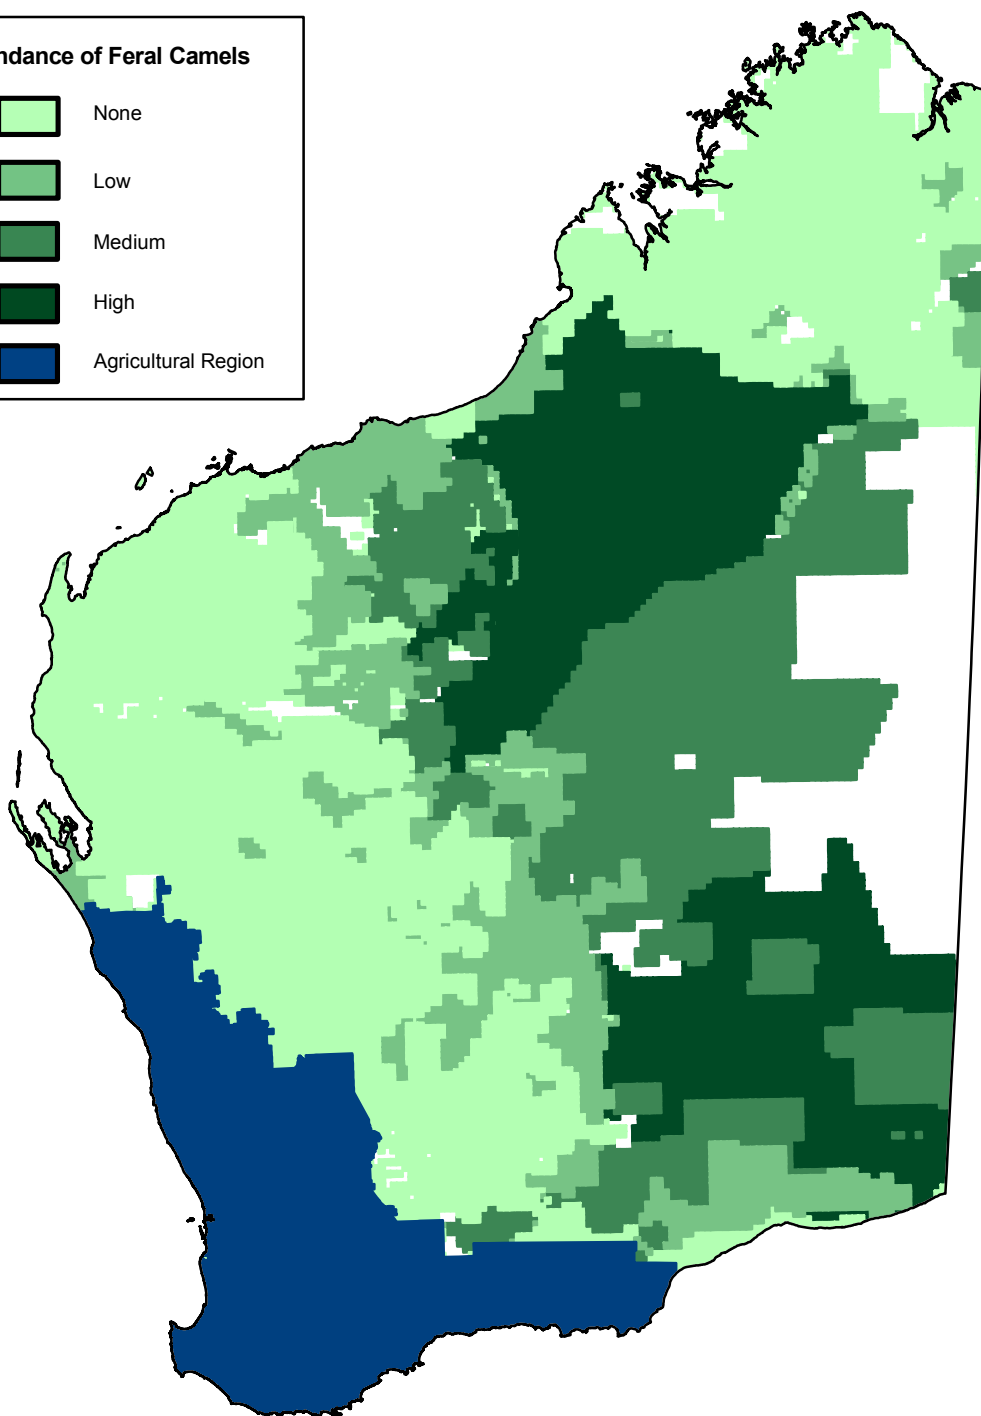 ndance of Feral Camels
None
Low
Medium
High
Agricultural Region